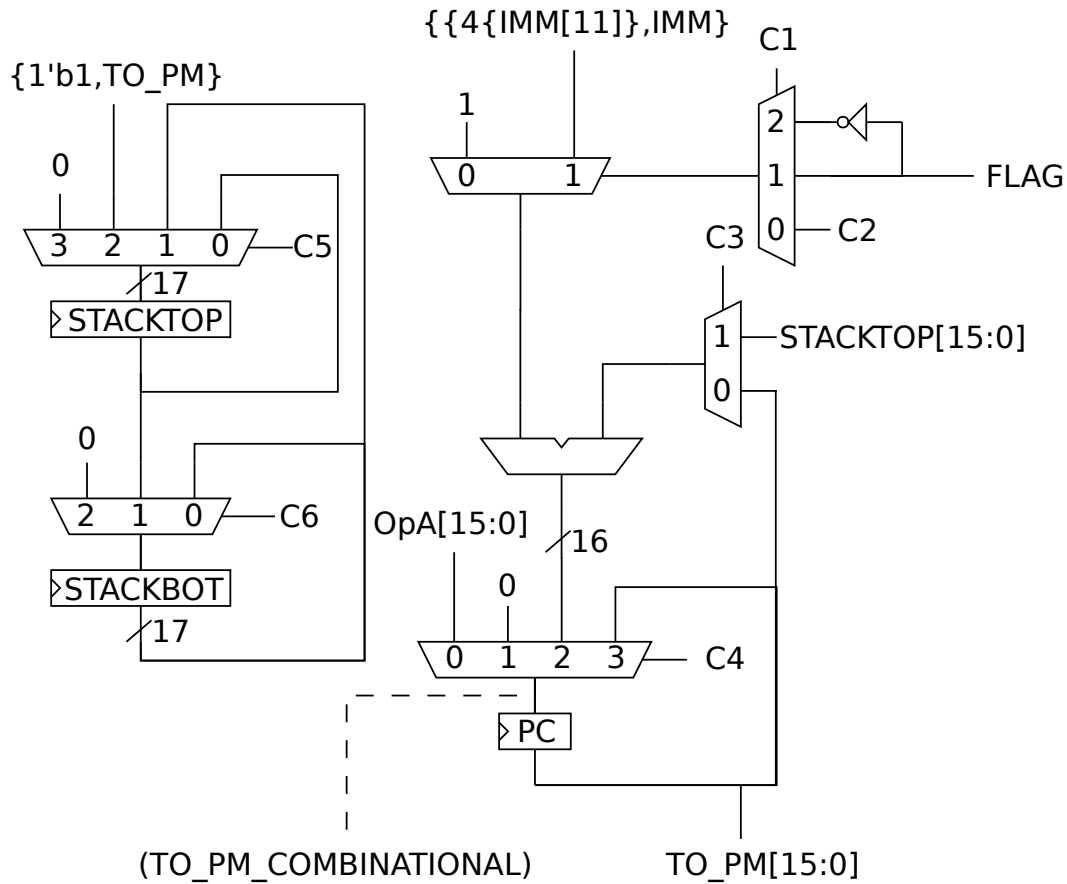 {{4{IMM[11]},IMM}
C1
{1'b1,TO_PM}
1
2
0
0 1
1
FLAG
0
C2
C3
3 2 1 0
C5
17
STACKTOP
1
STACKTOP[15:0]
0
0
2 1 0
C6
OpA[15:0]
16
STACKBOT
0
17
0 1 2 3
C4
PC
(TO_PM_COMBINATIONAL)
TO_PM[15:0]